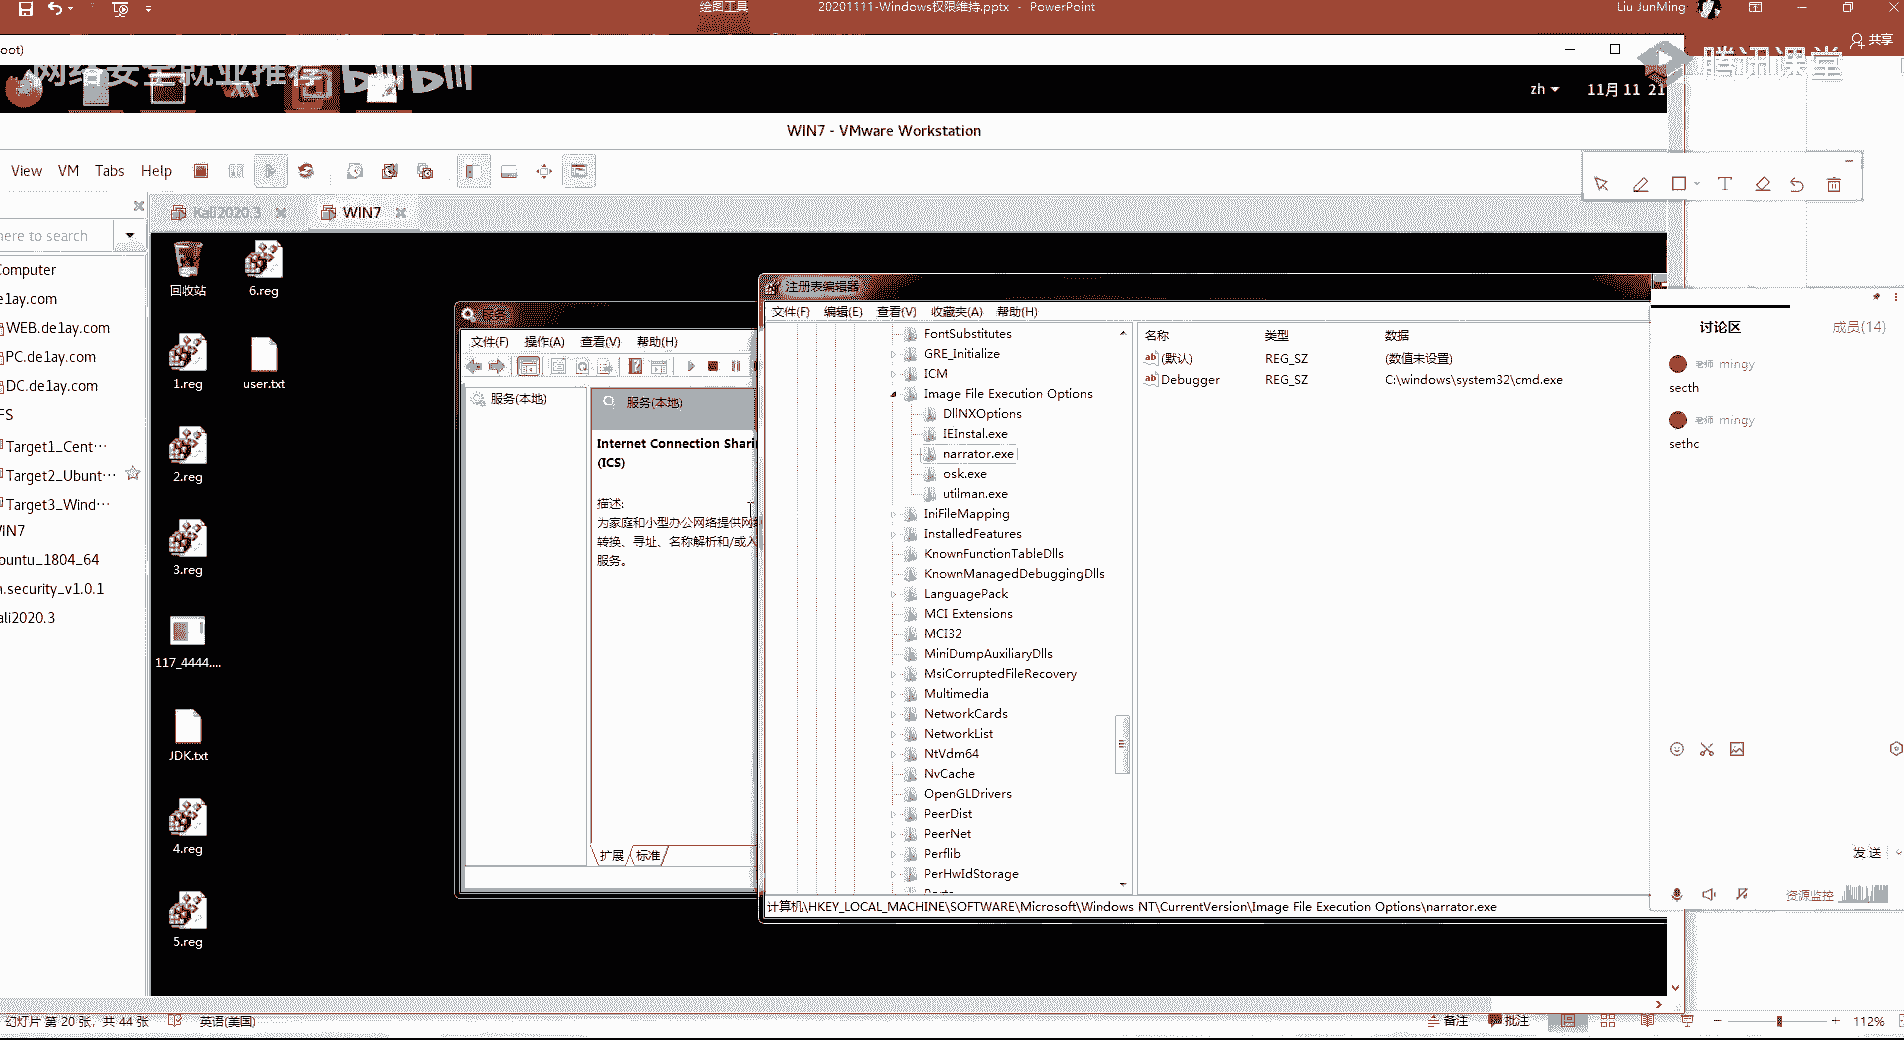 绘图工具
20201111-Windows权限维持.pptx - PowerPoint
Liu JunMing
共享
oot)
网络安全就业推荐 bilibili
腾讯课堂
zh
11月 11 21
WIN7 - VMware Workstation
View VM Tabs Help
Kali2020.3
WIN7
here to search
Computer
de1ay.com
WEB.de1ay.com
PC.de1ay.com
DC.de1ay.com
FS
Target1_Cent…
Target2_Ubunt…
Target3_Wind…
WIN7
ubuntu_1804_64
n.security_v1.0.1
ali2020.3
回收站
6.reg
1.reg
user.txt
2.reg
3.reg
117_4444....
JDK.txt
4.reg
5.reg
文件(F) 操作(A) 查看(V) 帮助(H)
服务(本地)
服务(本地)
Internet Connection Shari
(ICS)
描述:
为家庭和小型办公网络提供网络
转换、寻址、名称解析和/或入
服务。
扩展 标准
注册表编辑器
文件(F) 编辑(E) 查看(V) 收藏夹(A) 帮助(H)
FontSubstitutes
GRE_Initialize
ICM
Image File Execution Options
DllNXOptions
IEInstal.exe
narrator.exe
osk.exe
utilman.exe
IniFileMapping
InstalledFeatures
KnownFunctionTableDlls
KnownManagedDebuggingDlls
LanguagePack
MCI Extensions
MCI32
MiniDumpAuxiliaryDlls
MsiCorruptedFileRecovery
Multimedia
NetworkCards
NetworkList
NtVdm64
NvCache
OpenGLDrivers
PeerDist
PeerNet
Perflib
PerHwIdStorage
名称 类型 数据
(默认) REG_SZ (数值未设置)
Debugger REG_SZ C:\windows\system32\cmd.exe
计算机\HKEY_LOCAL_MACHINE\SOFTWARE\Microsoft\Windows NT\CurrentVersion\Image File Execution Options\narrator.exe
讨论区
成员(14)
老师 mingy
secth
老师 mingy
sethc
发送
资源监控
幻灯片 第 20 张，共 44 张
英语(美国)
备注
批注
112%